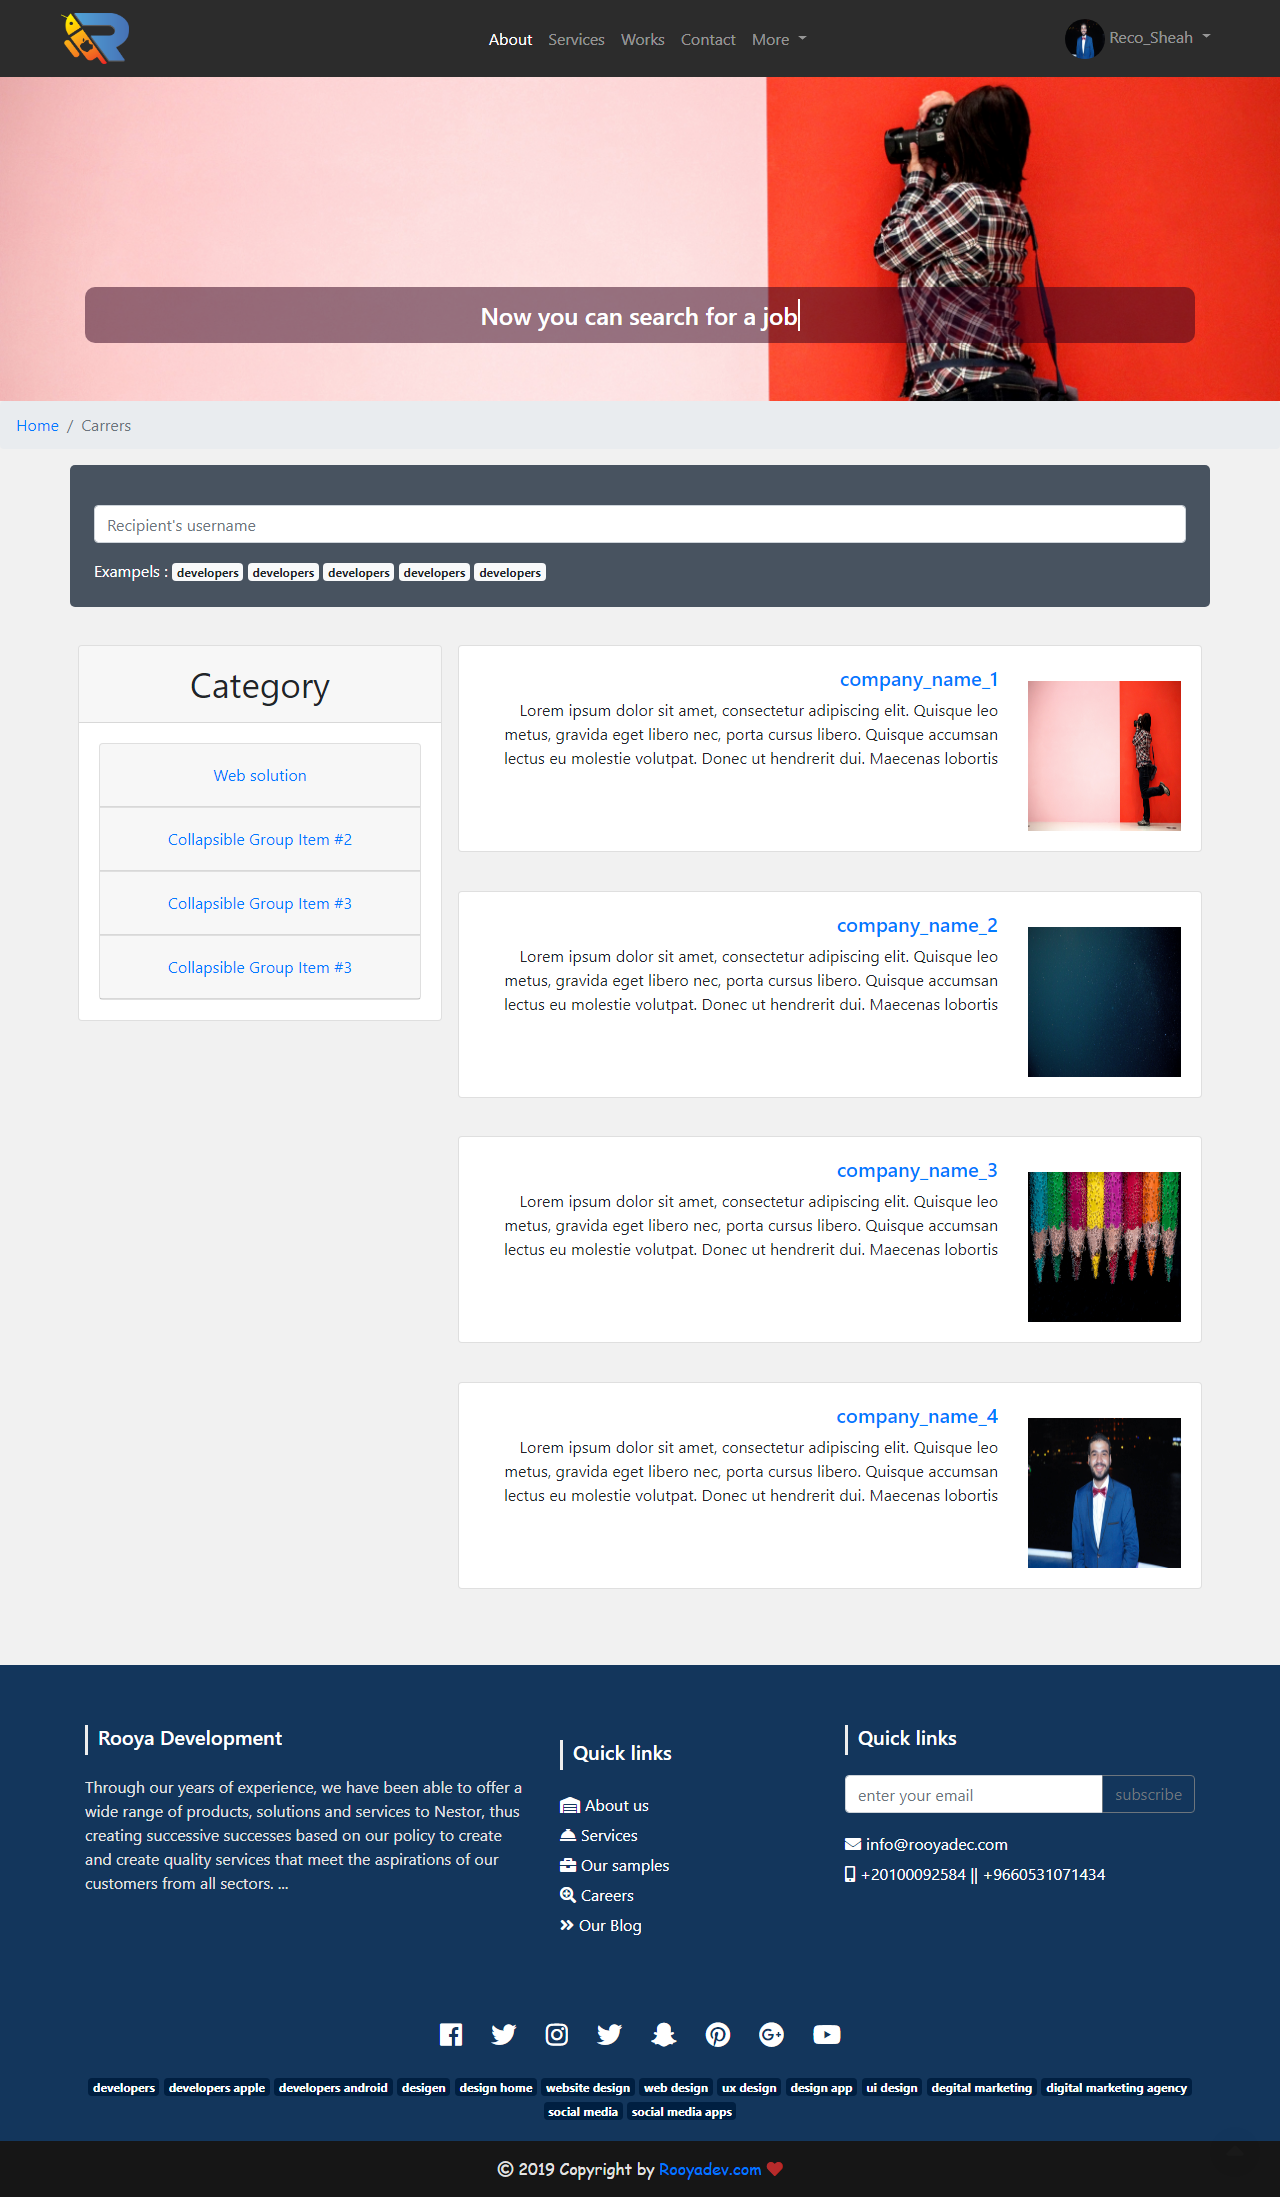 About Services Works Contact More Reco_Sheah
Now you can search for a job
Home / Carrers
Recipient's username
Exampels : developers developers developers developers developers
Category
Web solution
Collapsible Group Item #2
Collapsible Group Item #3
Collapsible Group Item #3
company_name_1
Lorem ipsum dolor sit amet, consectetur adipiscing elit. Quisque leo
metus, gravida eget libero nec, porta cursus libero. Quisque accumsan
lectus eu molestie volutpat. Donec ut hendrerit dui. Maecenas lobortis
company_name_2
Lorem ipsum dolor sit amet, consectetur adipiscing elit. Quisque leo
metus, gravida eget libero nec, porta cursus libero. Quisque accumsan
lectus eu molestie volutpat. Donec ut hendrerit dui. Maecenas lobortis
company_name_3
Lorem ipsum dolor sit amet, consectetur adipiscing elit. Quisque leo
metus, gravida eget libero nec, porta cursus libero. Quisque accumsan
lectus eu molestie volutpat. Donec ut hendrerit dui. Maecenas lobortis
company_name_4
Lorem ipsum dolor sit amet, consectetur adipiscing elit. Quisque leo
metus, gravida eget libero nec, porta cursus libero. Quisque accumsan
lectus eu molestie volutpat. Donec ut hendrerit dui. Maecenas lobortis
Rooya Development
Through our years of experience, we have been able to offer a
wide range of products, solutions and services to Nestor, thus
creating successive successes based on our policy to create
and create quality services that meet the aspirations of our
customers from all sectors. ...
Quick links
About us
Services
Our samples
Careers
Our Blog
Quick links
enter your email subscribe
info@rooyadec.com
+20100092584 || +9660531071434
developers developers apple developers android desigen design home website design web design ux design design app ui design degital marketing digital marketing agency
social media social media apps
© 2019 Copyright by Rooyadev.com